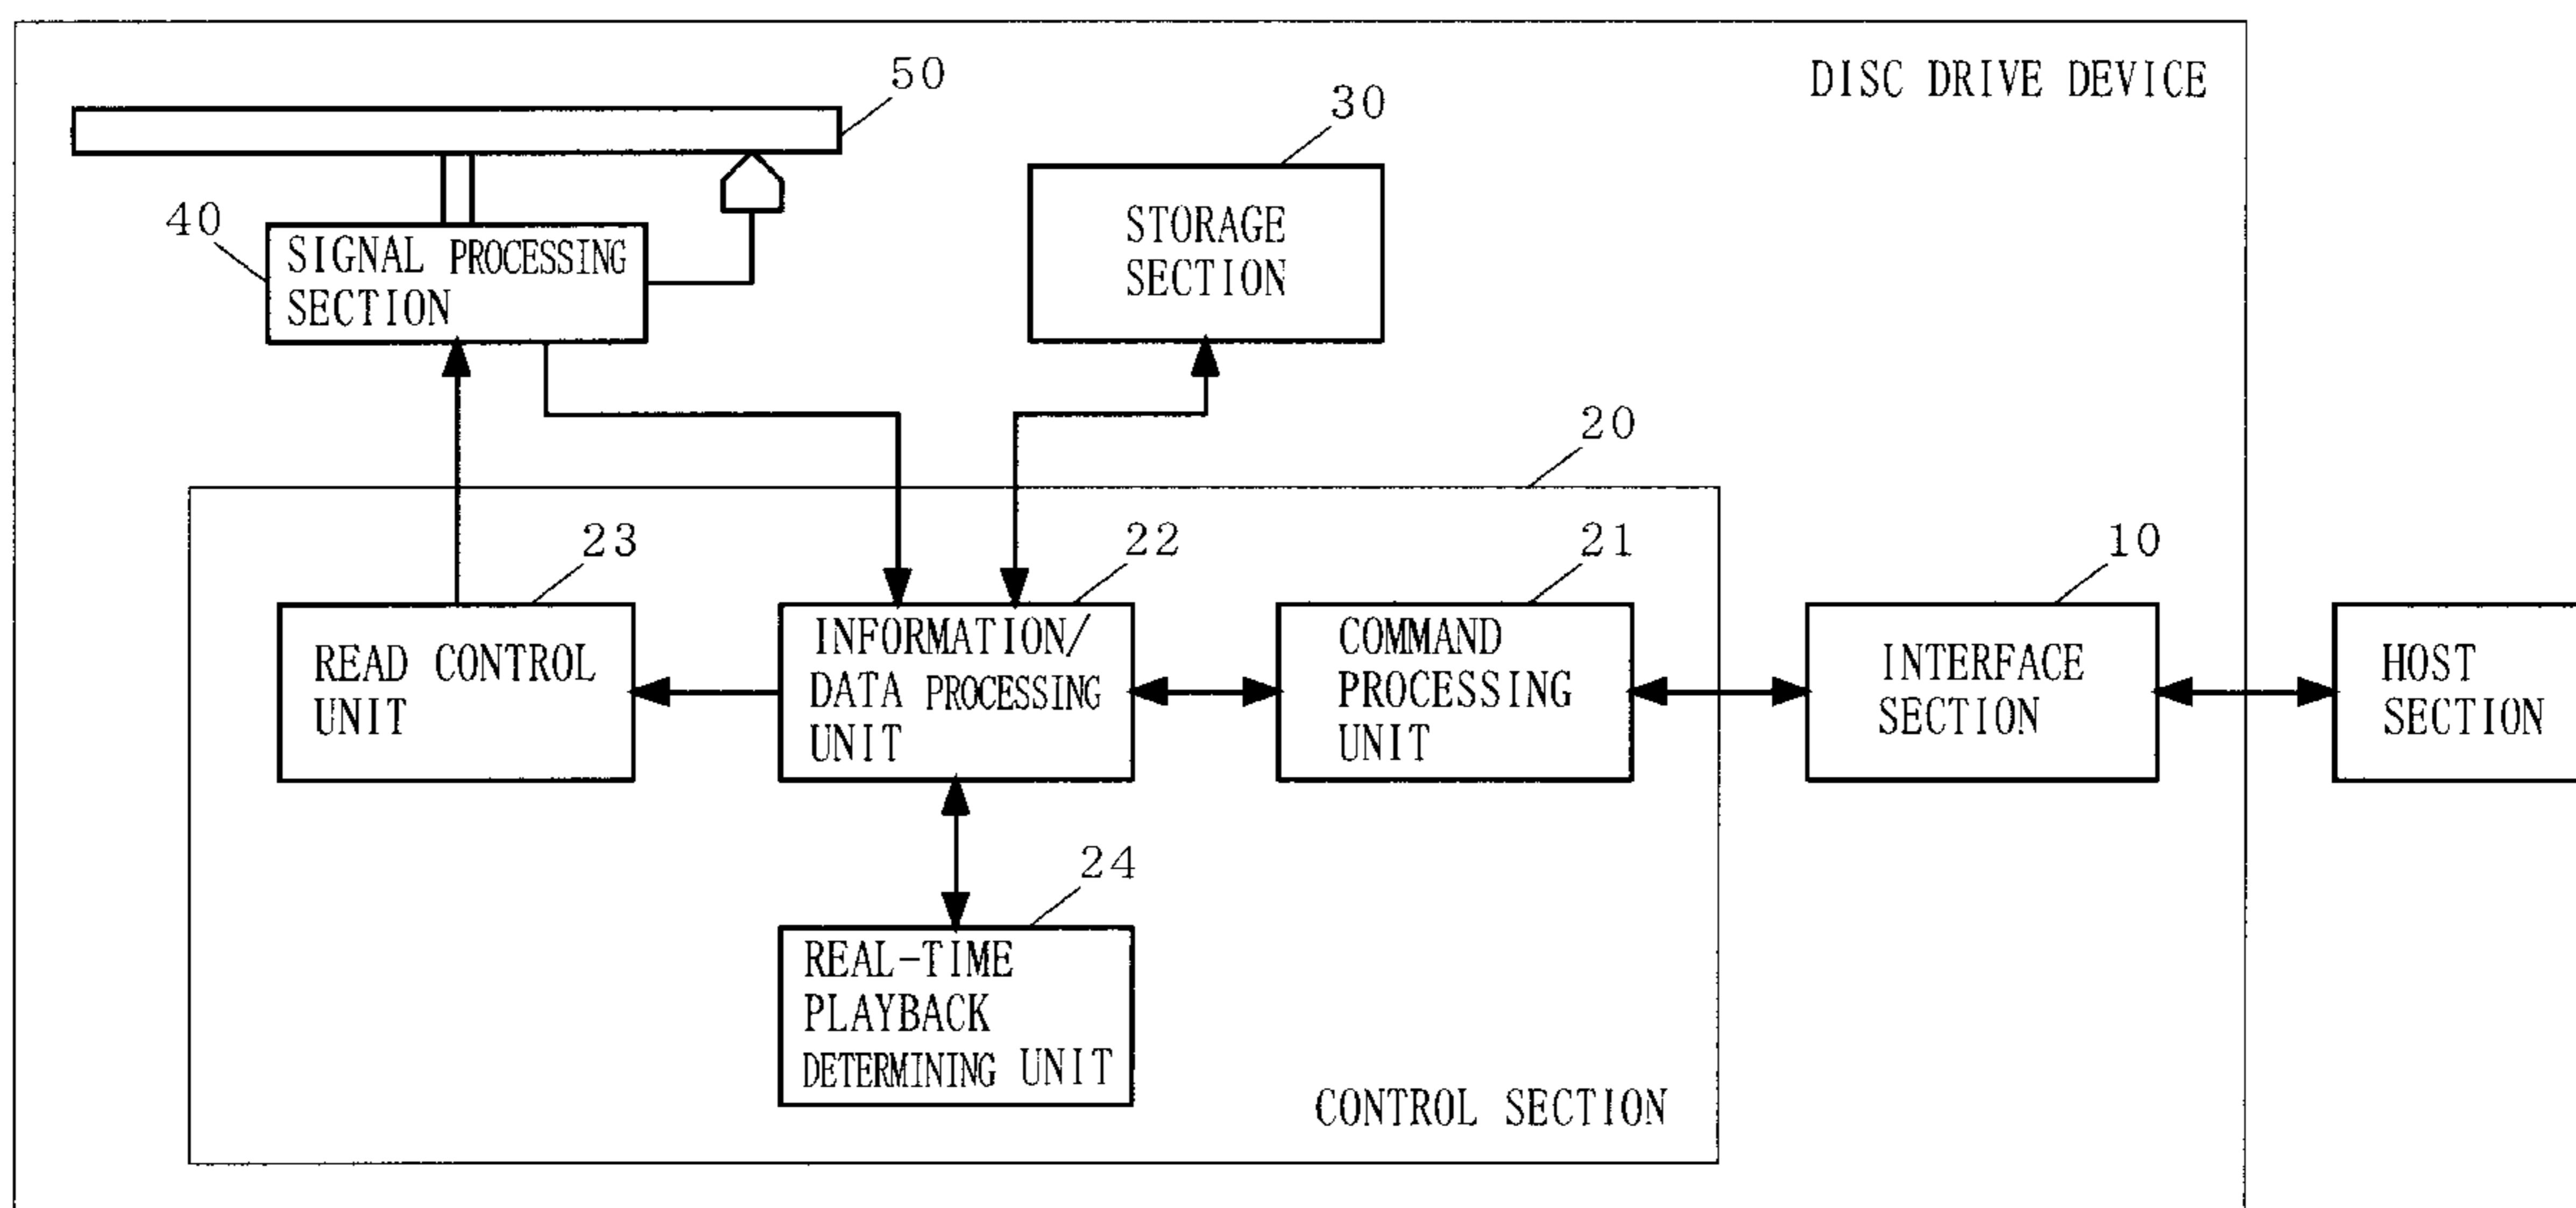 DISC DRIVE DEVICE
50
30
40
SIGNAL PROCESSING
SECTION
STORAGE
SECTION
20
23
22
21
10
READ CONTROL
UNIT
INFORMATION/
DATA PROCESSING
UNIT
COMMAND
PROCESSING
UNIT
INTERFACE
SECTION
HOST
SECTION
24
REAL-TIME
PLAYBACK
DETERMINING UNIT
CONTROL SECTION